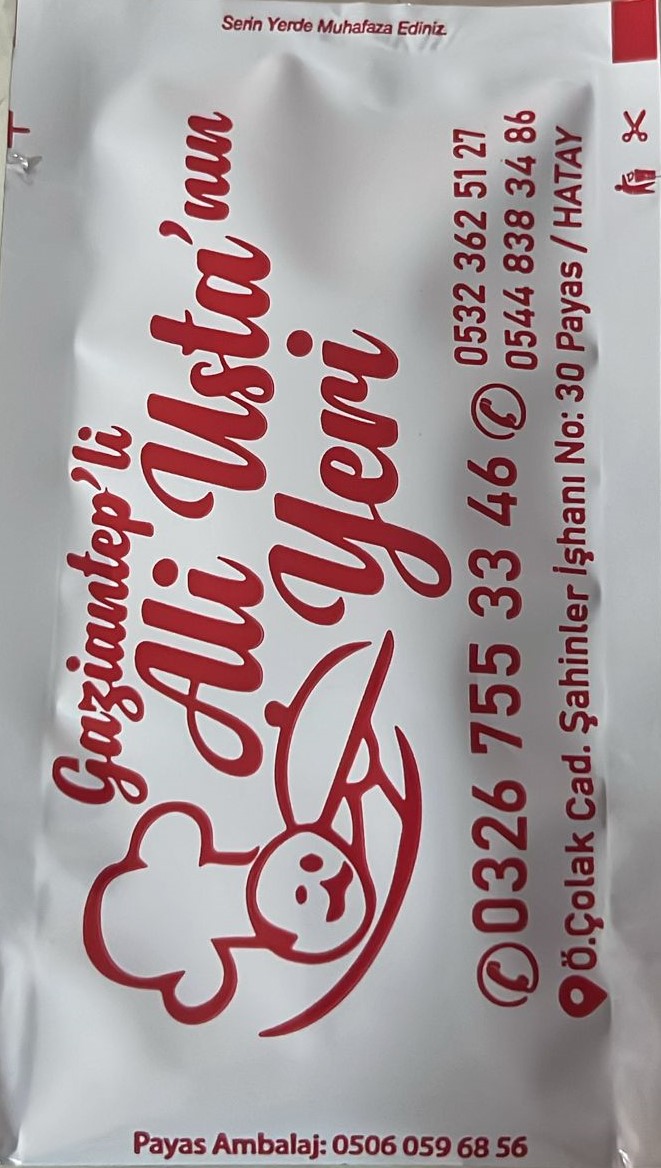 Serin Yerde Muhafaza Ediniz.
Gaziantep'li
Ali Usta'nın
Yeri
0326 755 33 46
0532 362 51 27
0544 838 34 86
Ö.Çolak Cad. Şahinler İşhanı No: 30 Payas / HATAY
Payas Ambalaj: 0506 059 68 56